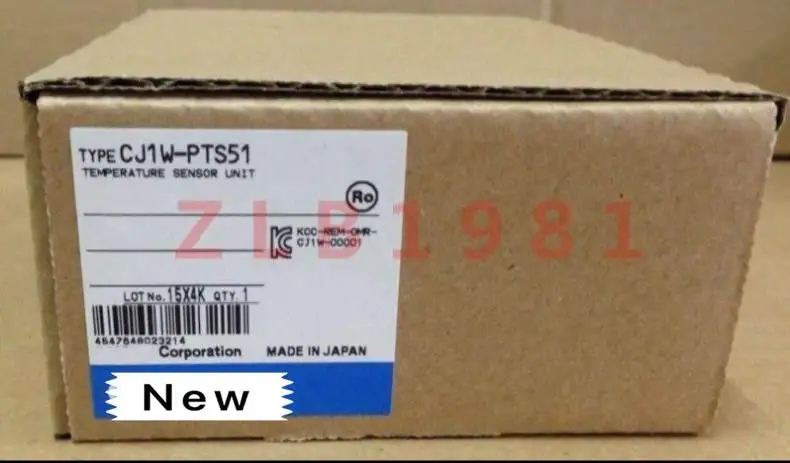 TYPE CJ1W-PTS51
TEMPERATURE SENSOR UNIT
Ro
ZLB1981
KCC-REM-OMR-
CJ1W-00001
LOT No. 15X4K QTY. 1
4547648023214
Corporation MADE IN JAPAN
New